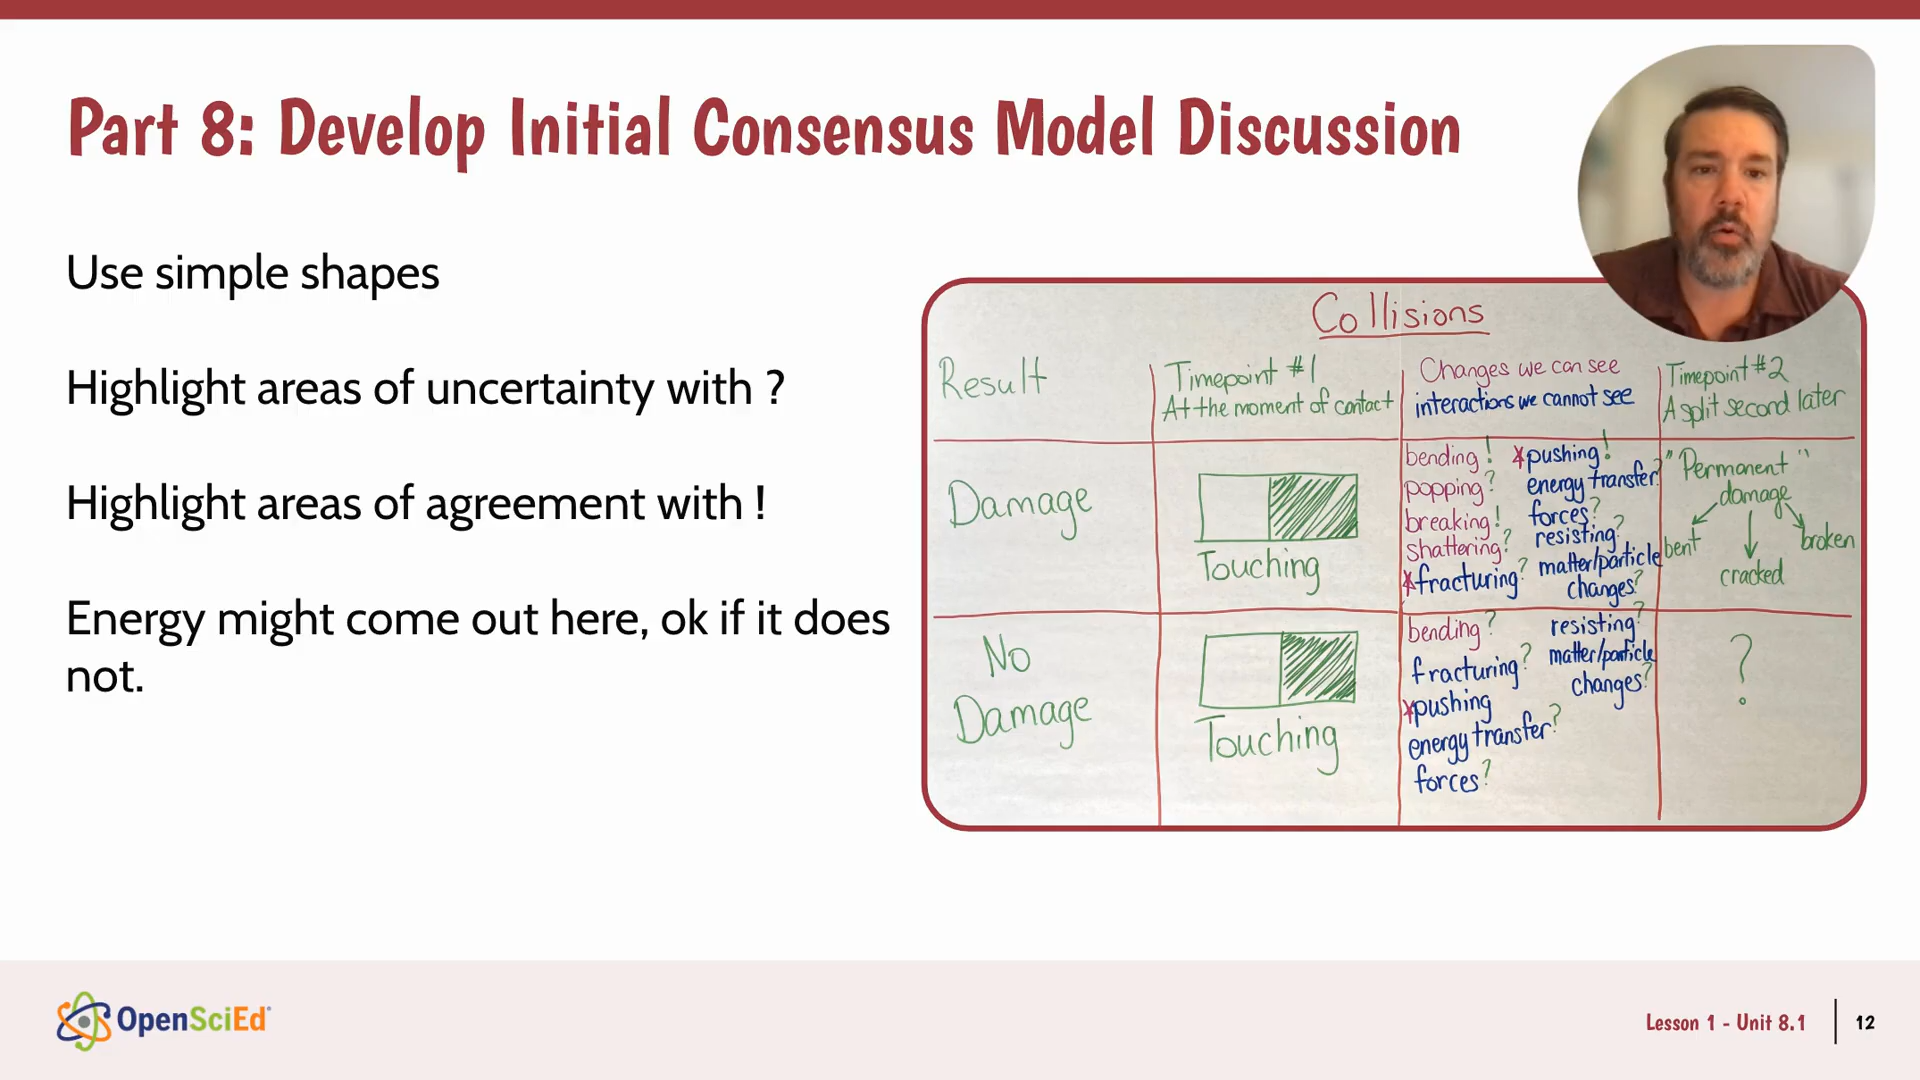 Part 8: Develop Initial Consensus Model Discussion
Use simple shapes
Highlight areas of uncertainty with ?
Highlight areas of agreement with !
Energy might come out here, ok if it does
not.
Collisions
Result
Timepoint #1
At the moment of contact
Changes we can see
interactions we cannot see
Timepoint #2
A split second later
Damage
Touching
bending!
popping?
breaking!
shattering?
*fracturing?
*pushing!
energy transfer?
forces?
resisting?
matter/particle
changes?
"Permanent"
damage
bent
cracked
broken
No
Damage
Touching
bending?
fracturing?
*pushing
energy transfer?
forces?
resisting?
matter/particle
changes?
?
OpenSciEd®
Lesson 1 - Unit 8.1
12